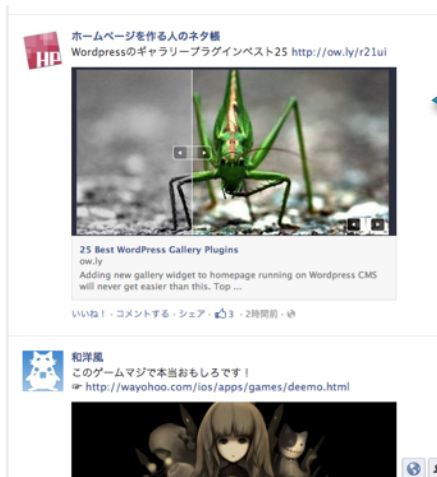 HP
ホームページを作る人のネタ帳
Wordpressのギャラリープラグインベスト25 http://ow.ly/r21ui
25 Best WordPress Gallery Plugins
ow.ly
Adding new gallery widget to homepage running on Wordpress CMS
will never get easier than this. Top ...
いいね！ · コメントする · シェア · 3 · 2時間前 ·
和洋風
このゲームマジで本当おもしろです！
☞ http://wayohoo.com/ios/apps/games/deemo.html